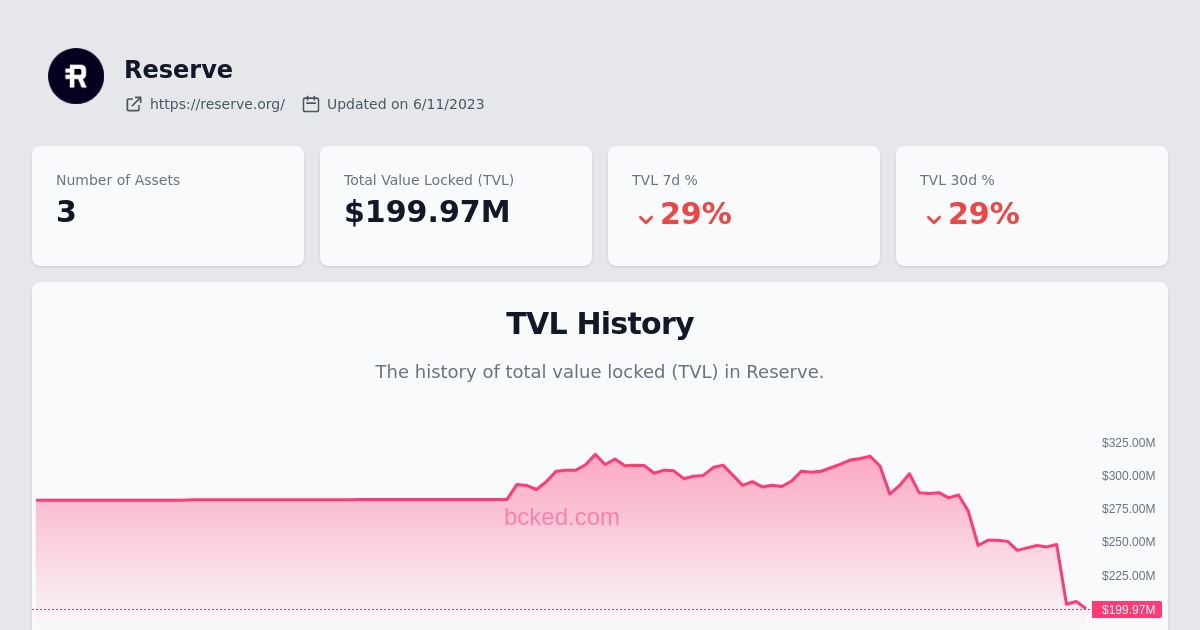 Reserve
https://reserve.org/ Updated on 6/11/2023
Number of Assets
3
Total Value Locked (TVL)
$199.97M
TVL 7d %
29%
TVL 30d %
29%
TVL History
The history of total value locked (TVL) in Reserve.
$325.00M
$300.00M
$275.00M
bcked.com
$250.00M
$225.00M
$199.97M